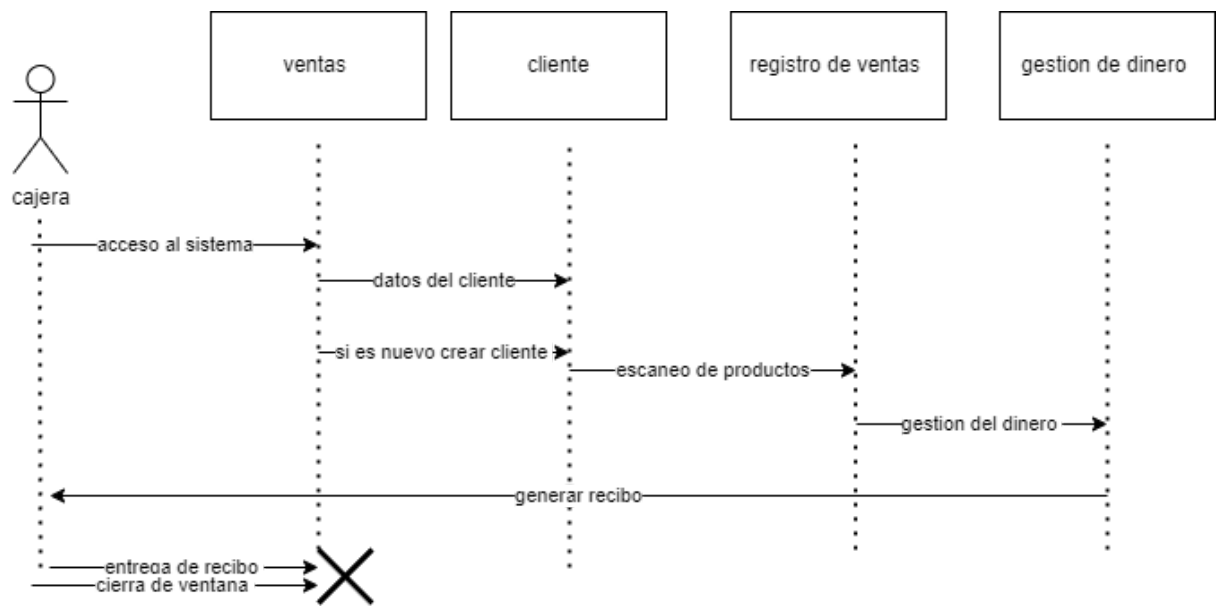 ventas
cliente
registro de ventas
gestion de dinero
cajera
acceso al sistema
datos del cliente
si es nuevo crear cliente
escaneo de productos
gestion del dinero
generar recibo
entrega de recibo
cierra de ventana